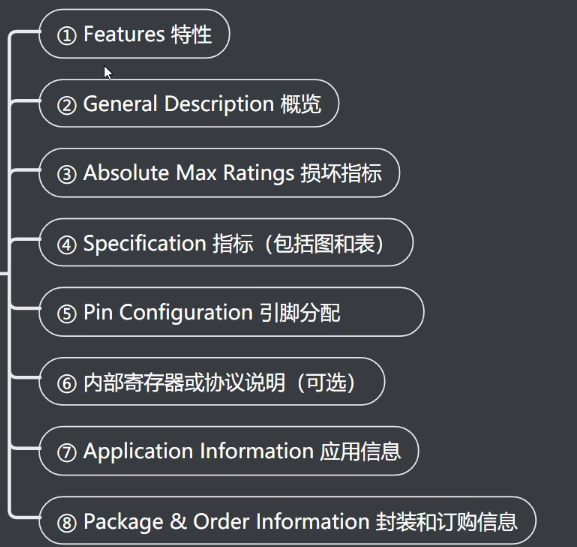 ① Features 特性
② General Description 概览
③ Absolute Max Ratings 损坏指标
④ Specification 指标（包括图和表）
⑤ Pin Configuration 引脚分配
⑥ 内部寄存器或协议说明（可选）
⑦ Application Information 应用信息
⑧ Package & Order Information 封装和订购信息